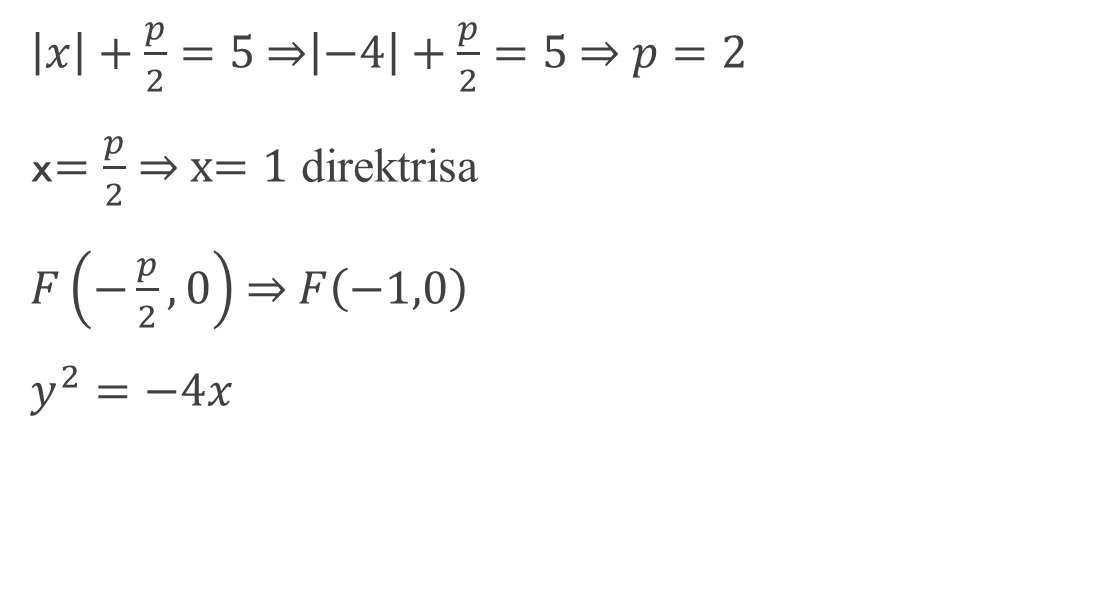 |x| + p/2 = 5 ⇒|−4| + p/2 = 5 ⇒ p = 2
x= p/2 ⇒ x= 1 direktrisa
F(−p/2, 0) ⇒ F(−1,0)
y² = −4x